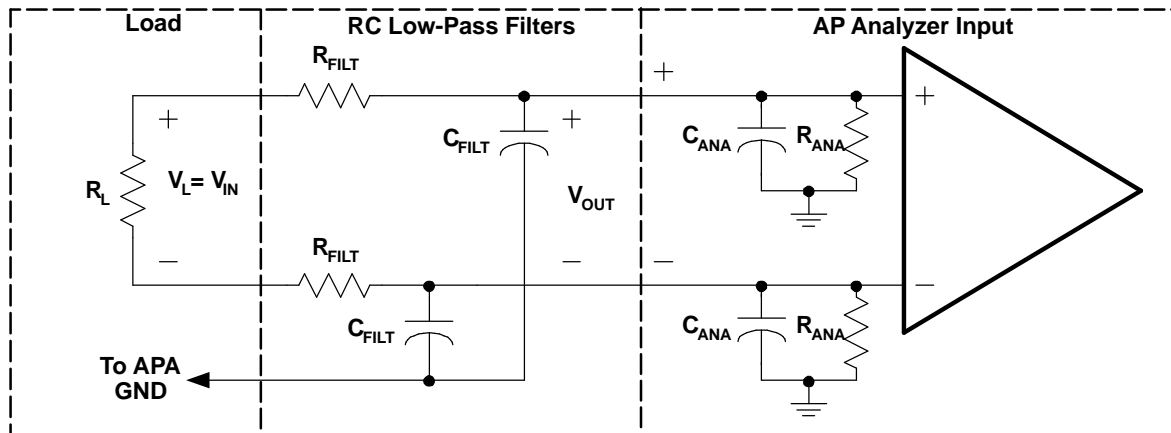 Load
RC Low-Pass Filters
AP Analyzer Input
R_FILT
+
+
+
+
C_FILT
C_ANA
R_ANA
R_L
V_L= V_IN
V_OUT
R_FILT
−
−
−
−
C_FILT
C_ANA
R_ANA
To APA
GND